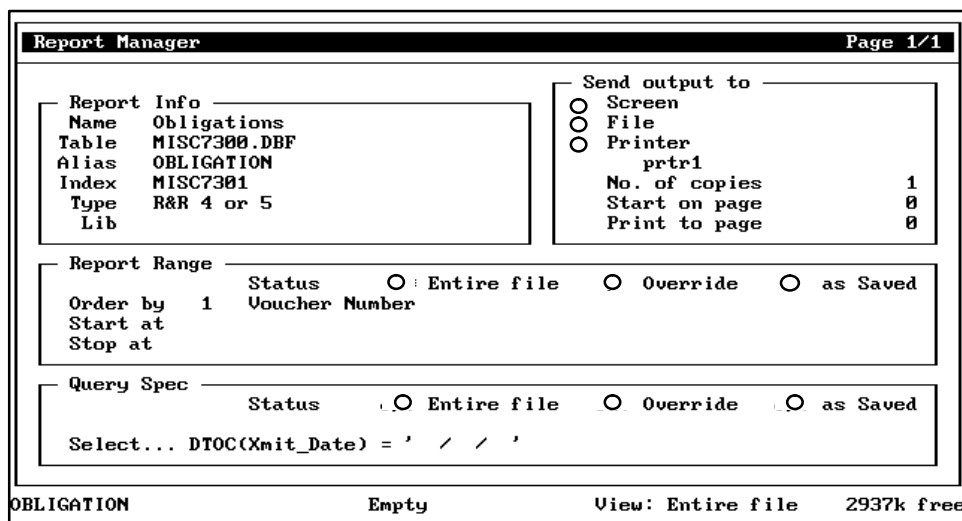 Report Manager Page 1/1
Send output to
Screen
File
Printer
prtr1
No. of copies 1
Start on page 0
Print to page 0
Report Info
Name Obligations
Table MISC7300.DBF
Alias OBLIGATION
Index MISC7301
Type R&R 4 or 5
Lib
Report Range
Status Entire file Override as Saved
Order by 1 Voucher Number
Start at
Stop at
Query Spec
Status Entire file Override as Saved
Select... DTOC(Xmit_Date) = ' / / '
OBLIGATION Empty View: Entire file 2937k free